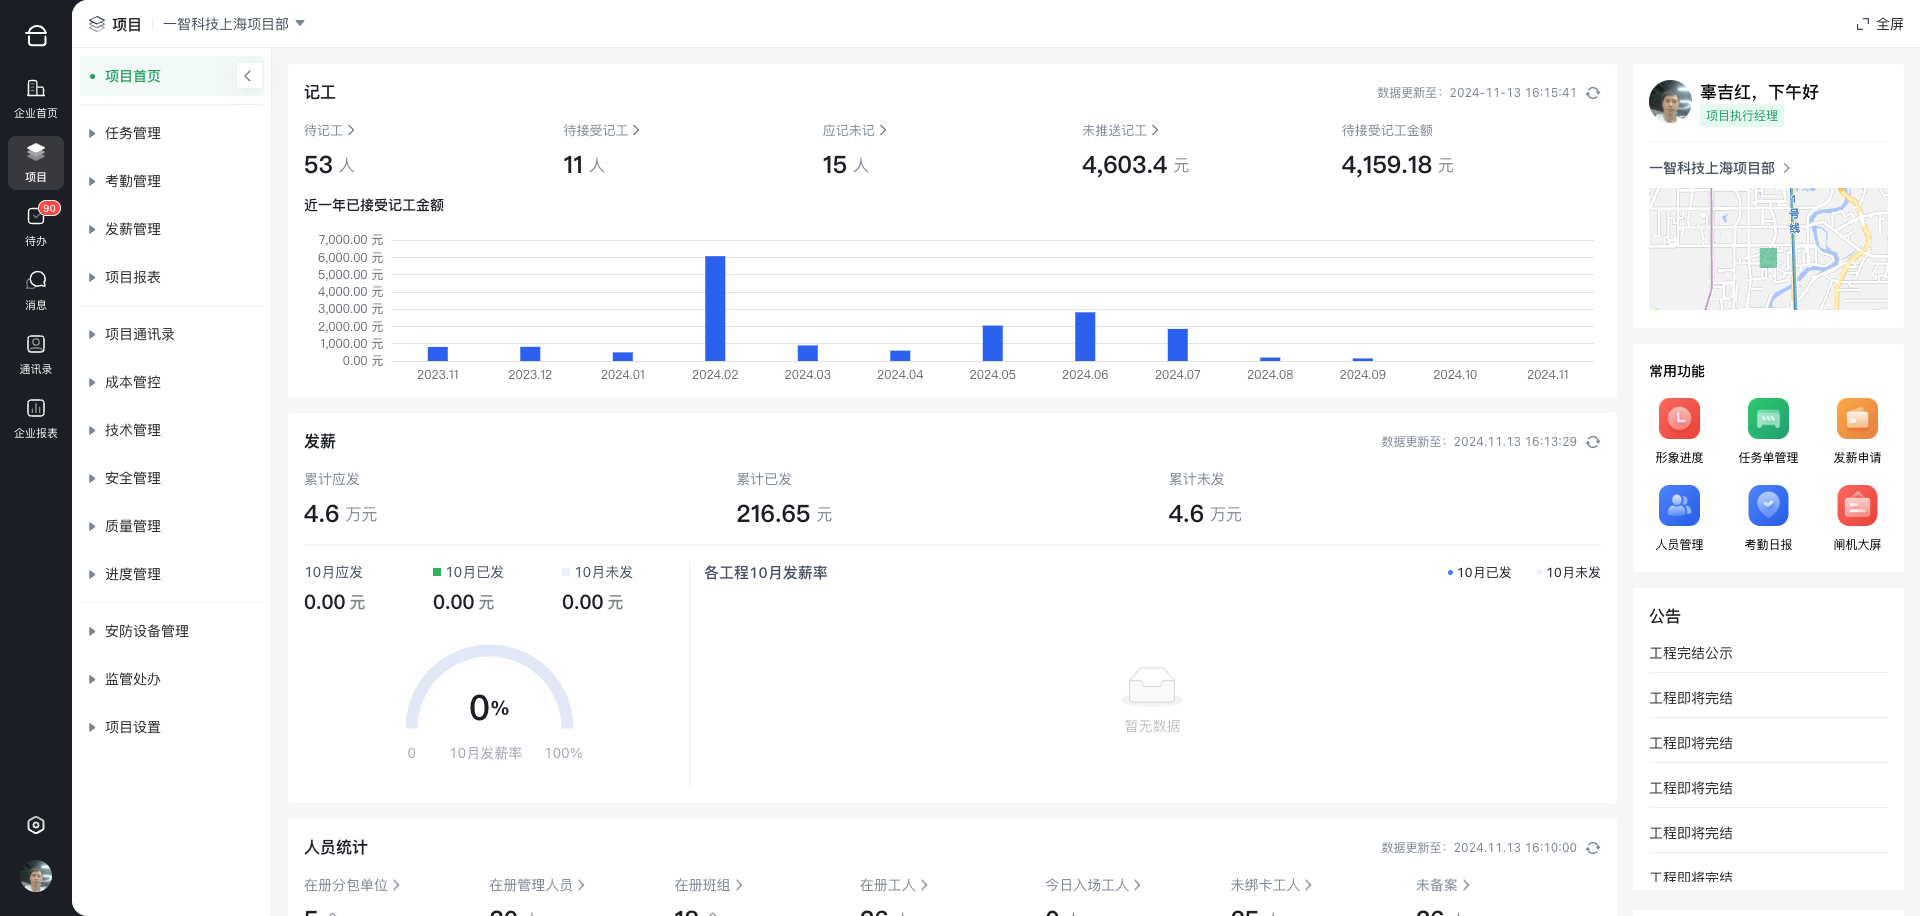 项目
一智科技上海项目部
全屏
企业首页
项目
90
待办
消息
通讯录
企业报表
项目首页
任务管理
考勤管理
发薪管理
项目报表
项目通讯录
成本管控
技术管理
安全管理
质量管理
进度管理
安防设备管理
监管处办
项目设置
记工
数据更新至：2024-11-13 16:15:41
待记工 待接受记工 应记未记 未推送记工 待接受记工金额
53 人 11 人 15 人 4,603.4 元 4,159.18 元
近一年已接受记工金额
7,000.00 元
6,000.00 元
5,000.00 元
4,000.00 元
3,000.00 元
2,000.00 元
1,000.00 元
0.00 元
2023.11 2023.12 2024.01 2024.02 2024.03 2024.04 2024.05 2024.06 2024.07 2024.08 2024.09 2024.10 2024.11
发薪
数据更新至：2024.11.13 16:13:29
累计应发 累计已发 累计未发
4.6 万元 216.65 元 4.6 万元
10月应发 10月已发 10月未发
0.00 元 0.00 元 0.00 元
0%
0 10月发薪率 100%
各工程10月发薪率
10月已发 10月未发
暂无数据
人员统计
数据更新至：2024.11.13 16:10:00
在册分包单位 在册管理人员 在册班组 在册工人 今日入场工人 未绑卡工人 未备案
辜吉红，下午好
项目执行经理
一智科技上海项目部
1号线
常用功能
形象进度 任务单管理 发薪申请
人员管理 考勤日报 闸机大屏
公告
工程完结公示
工程即将完结
工程即将完结
工程即将完结
工程即将完结
工程即将完结